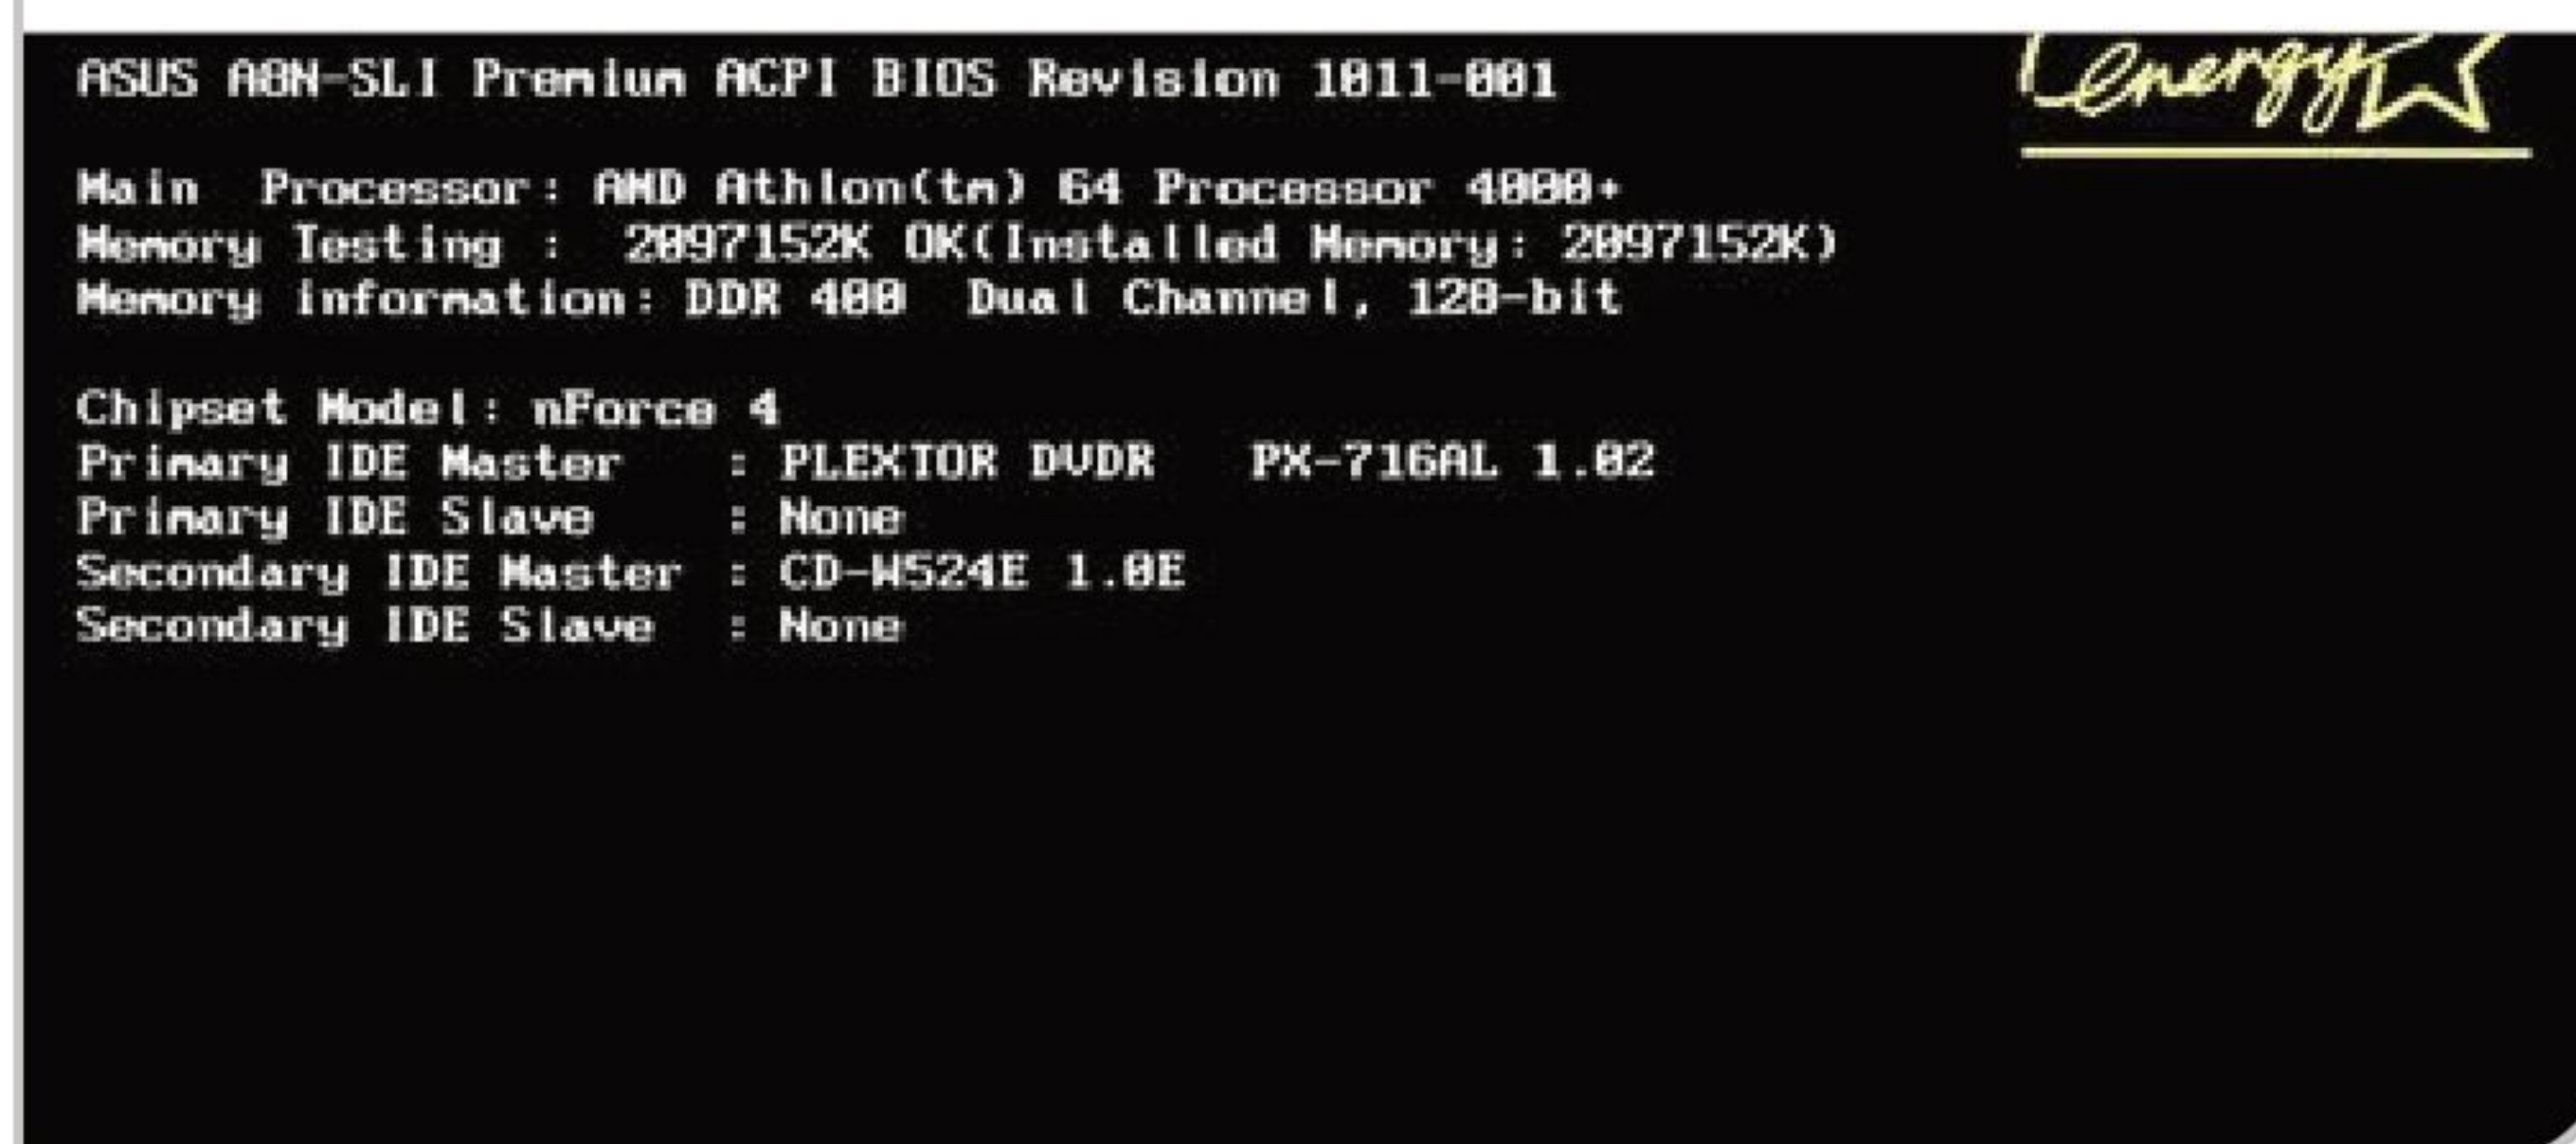 ASUS A8N-SLI Premium ACPI BIOS Revision 1011-001
energy
Main  Processor: AMD Athlon(tm) 64 Processor 4000+
Memory Testing :  2097152K OK(Installed Memory: 2097152K)
Memory information: DDR 400  Dual Channel, 128-bit
Chipset Model: nForce 4
Primary IDE Master   : PLEXTOR DVDR   PX-716AL 1.02
Primary IDE Slave    : None
Secondary IDE Master : CD-W524E 1.0E
Secondary IDE Slave  : None